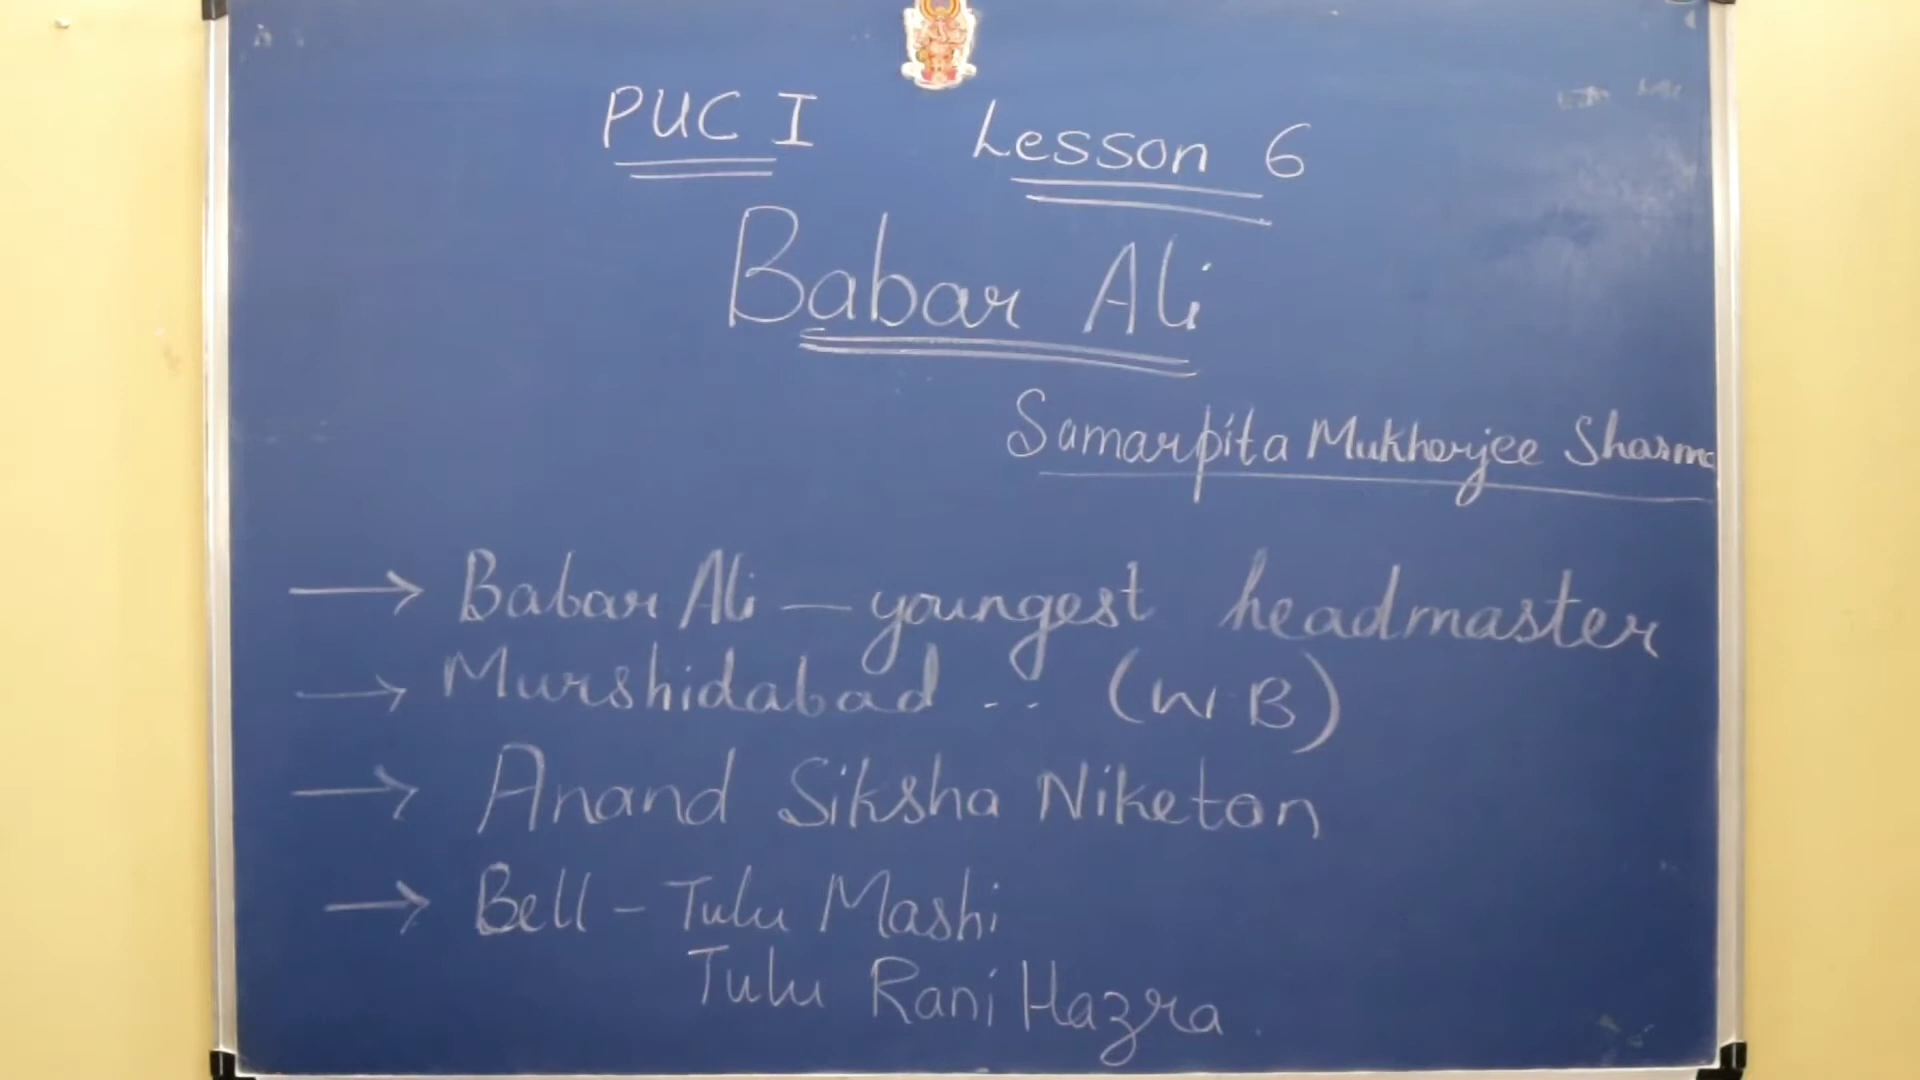 PUC I Lesson 6
Babar Ali
Samarpita Mukherjee Sharma
→ Babar Ali — youngest headmaster
→ Murshidabad .. (W.B)
→ Anand Siksha Niketan
→ Bell - Tulu Mashi
Tulu Rani Hazra.